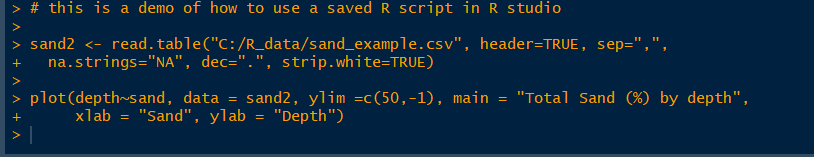 > # this is a demo of how to use a saved R script in R studio
>
> sand2 <- read.table("C:/R_data/sand_example.csv", header=TRUE, sep=",",
+   na.strings="NA", dec=".", strip.white=TRUE)
>
> plot(depth~sand, data = sand2, ylim =c(50,-1), main = "Total Sand (%) by depth",
+      xlab = "Sand", ylab = "Depth")
>